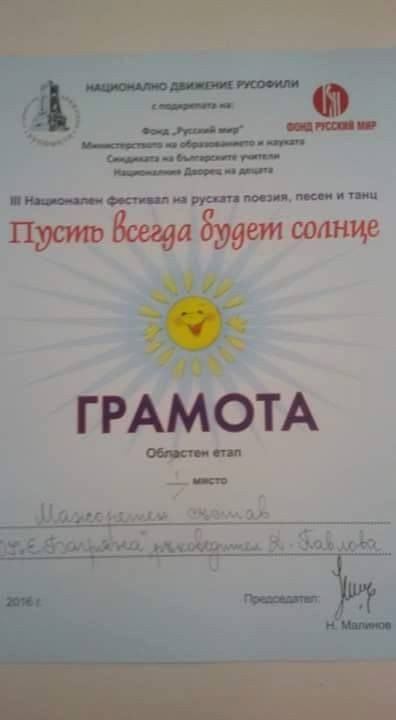 НАЦИОНАЛНО ДВИЖЕНИЕ РУСОФИЛИ
с подкрепата на:
Фонд „Русский мир"
Министерството на образованието и науката
Синдиката на българските учители
Националния Дворец на децата
ФОНД РУССКИЙ МИР
III Национален фестивал на руската поезия, песен и танц
Пусть всегда будет солнце
ГРАМОТА
Областен етап
I място
Мажоретен състав
"Е. Багряна", ръководител Д. Павлова
2016 г.
Председател:
Н. Малинов